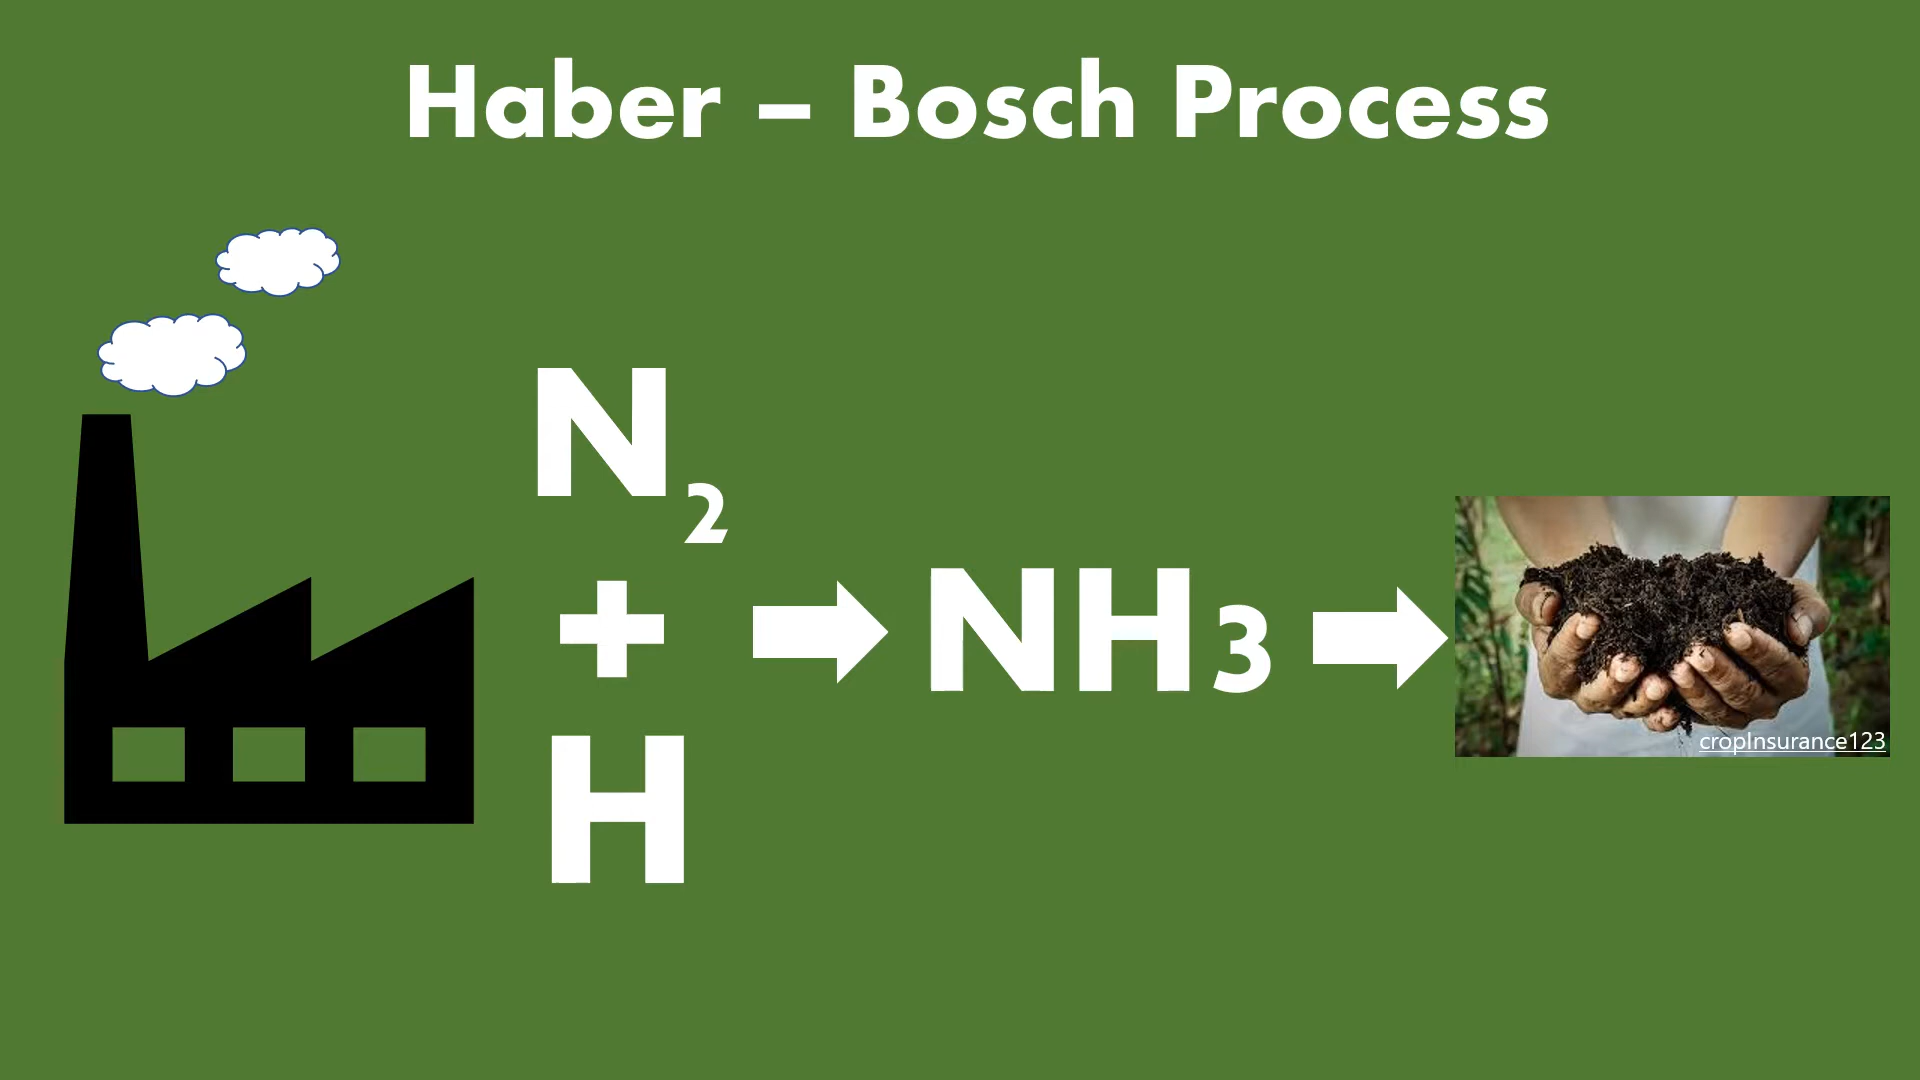 Haber – Bosch Process
N2
+
H
NH3
cropInsurance123